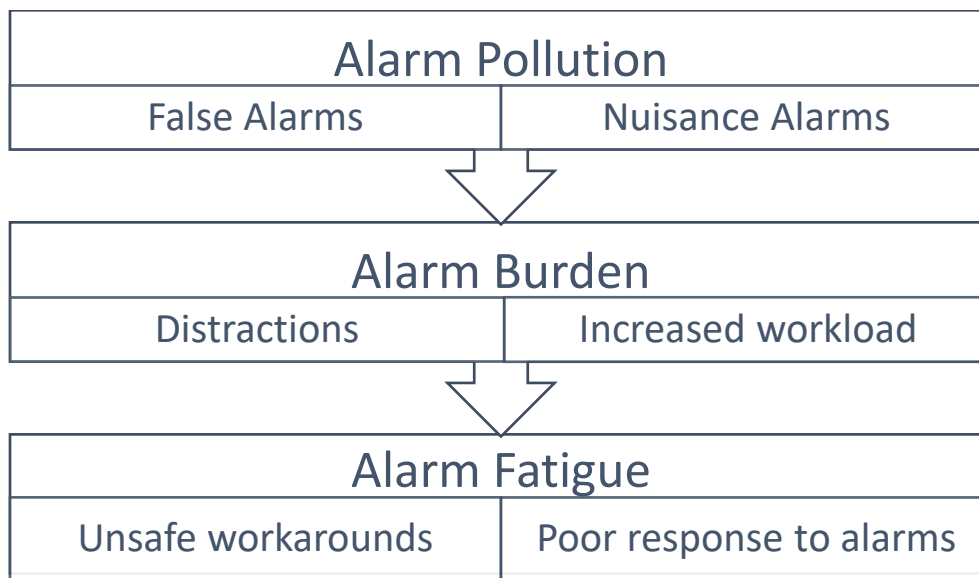 Alarm Pollution
False Alarms
Nuisance Alarms
Alarm Burden
Distractions
Increased workload
Alarm Fatigue
Unsafe workarounds
Poor response to alarms